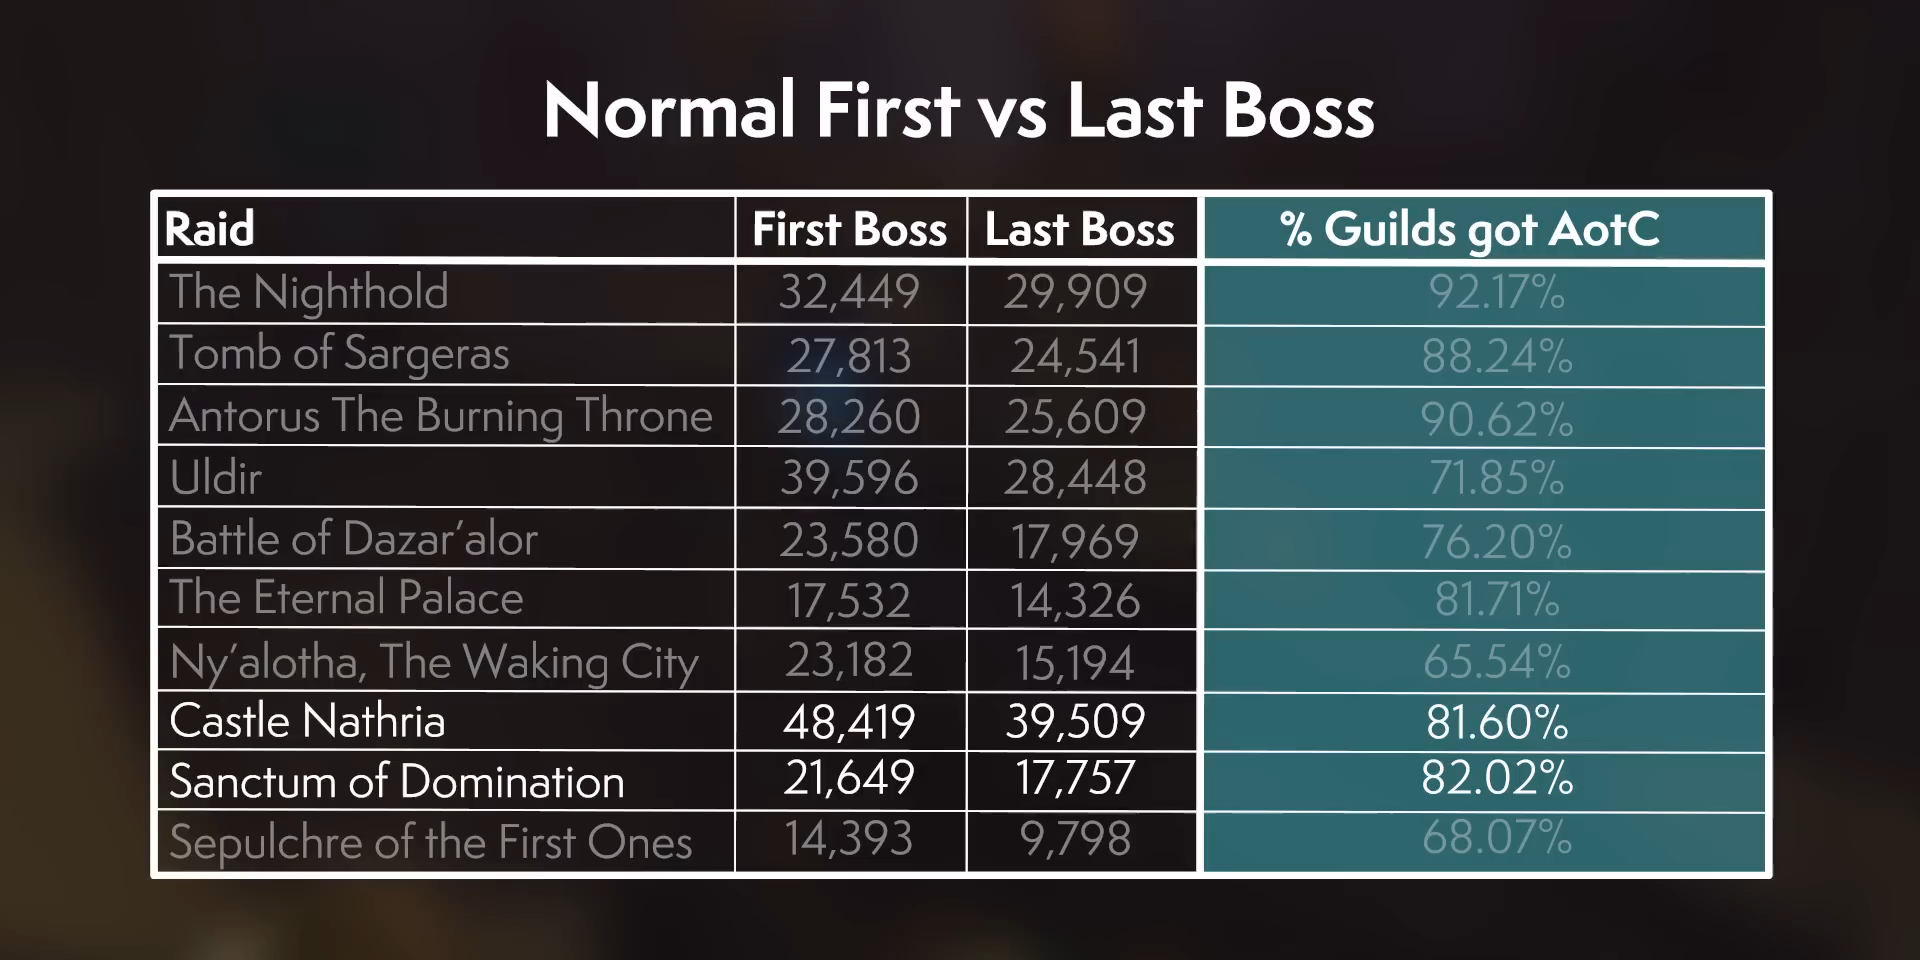 Normal First vs Last Boss
Raid First Boss Last Boss % Guilds got AotC
The Nighthold 32,449 29,909 92.17%
Tomb of Sargeras 27,813 24,541 88.24%
Antorus The Burning Throne 28,260 25,609 90.62%
Uldir 39,596 28,448 71.85%
Battle of Dazar’alor 23,580 17,969 76.20%
The Eternal Palace 17,532 14,326 81.71%
Ny’alotha, The Waking City 23,182 15,194 65.54%
Castle Nathria 48,419 39,509 81.60%
Sanctum of Domination 21,649 17,757 82.02%
Sepulchre of the First Ones 14,393 9,798 68.07%